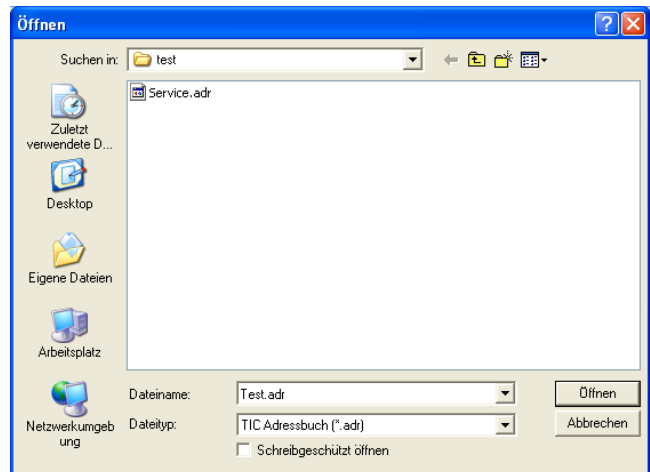 Öffnen
Suchen in: test
Service.adr
Zuletzt
verwendete D...
Desktop
Eigene Dateien
Arbeitsplatz
Netzwerkumgeb
ung
Dateiname: Test.adr Öffnen
Dateityp: TIC Adressbuch (*.adr) Abbrechen
Schreibgeschützt öffnen